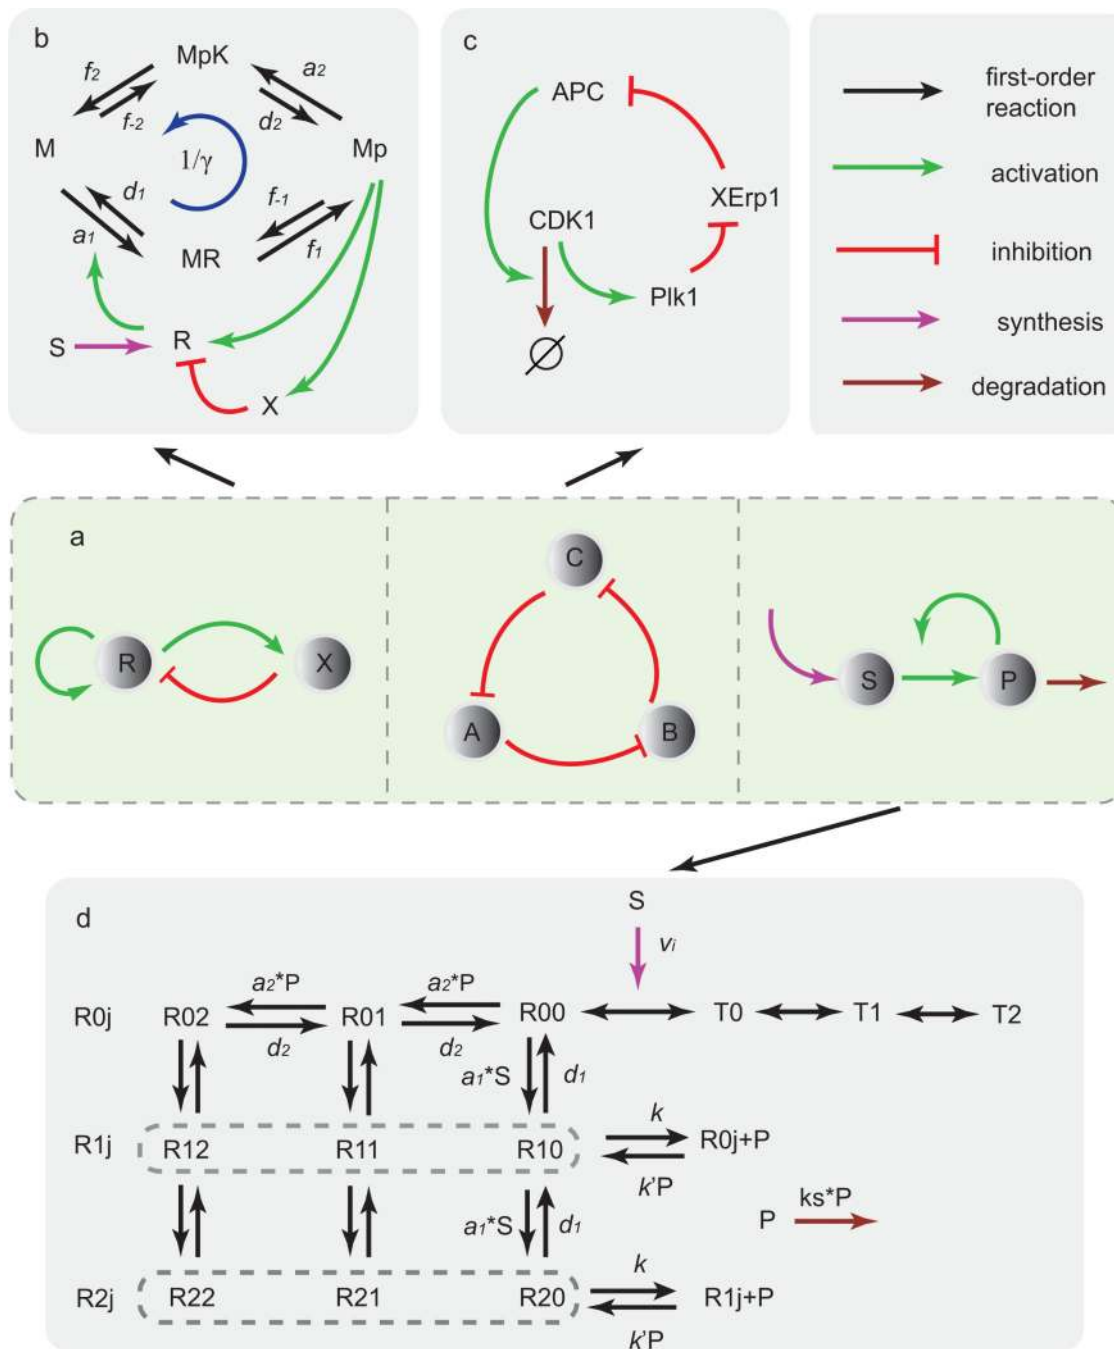 b
MpK
f2
a2
f-2
d2
M
1/γ
Mp
d1
f-1
a1
MR
f1
S
R
X
c
APC
XErp1
CDK1
Plk1
∅
first-order
reaction
activation
inhibition
synthesis
degradation
a
R
X
C
A
B
S
P
d
S
vi
a2*P
a2*P
R0j
R02
R01
R00
T0
T1
T2
d2
d2
a1*S
d1
k
R1j
R12
R11
R10
R0j+P
k'P
ks*P
P
a1*S
d1
k
R2j
R22
R21
R20
R1j+P
k'P